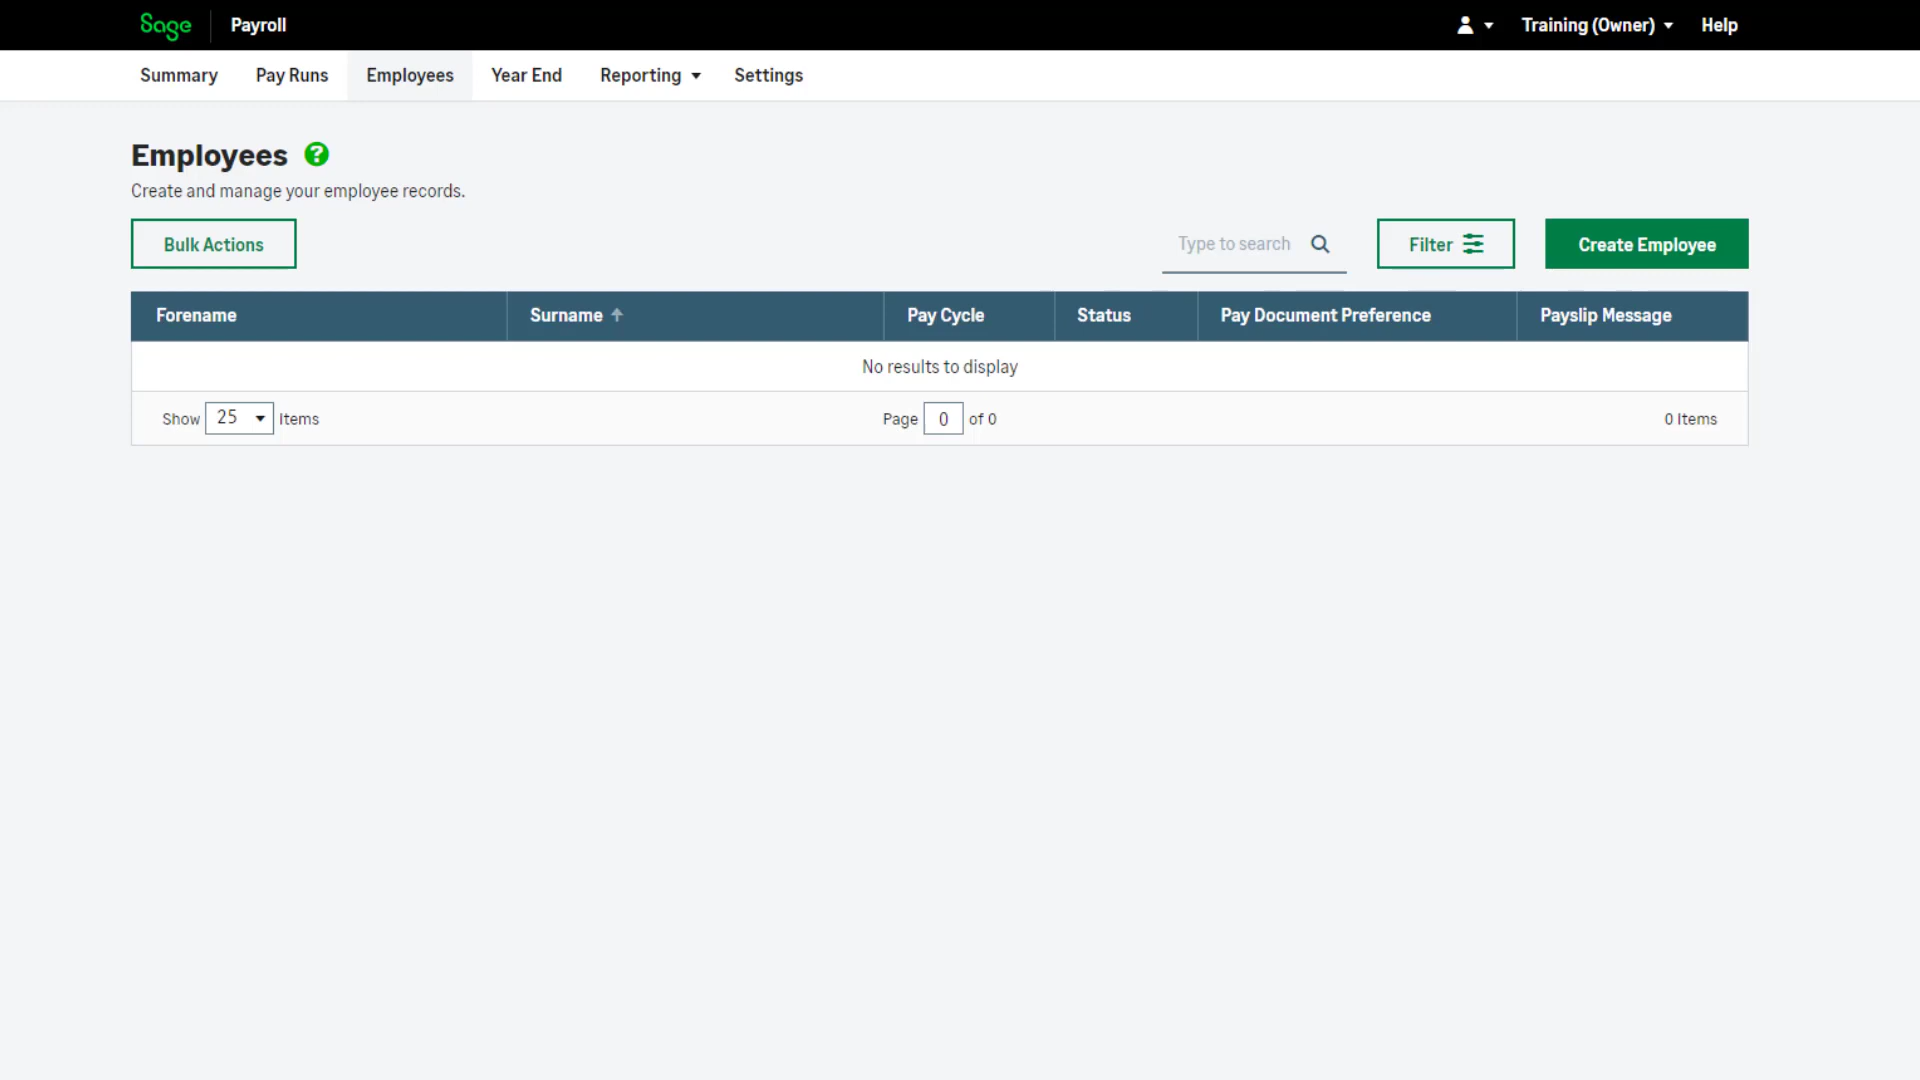 Sage Payroll Training (Owner) Help
Summary Pay Runs Employees Year End Reporting Settings
Employees ?
Create and manage your employee records.
Bulk Actions Type to search Filter Create Employee
Forename Surname Pay Cycle Status Pay Document Preference Payslip Message
No results to display
Show 25 Items Page 0 of 0 0 Items